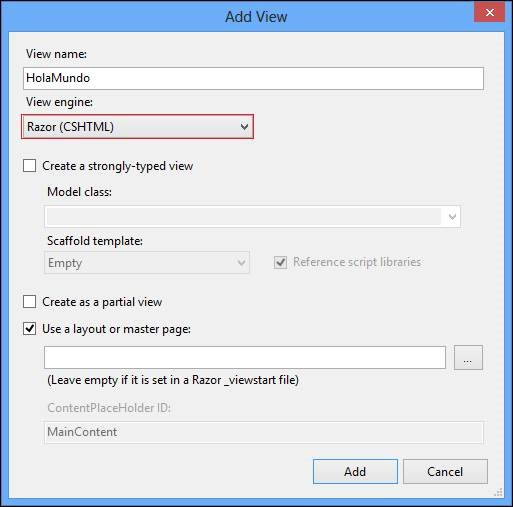 Add View
View name:
HolaMundo
View engine:
Razor (CSHTML)
Create a strongly-typed view
Model class:
Scaffold template:
Empty
Reference script libraries
Create as a partial view
Use a layout or master page:
...
(Leave empty if it is set in a Razor _viewstart file)
ContentPlaceHolder ID:
MainContent
Add
Cancel